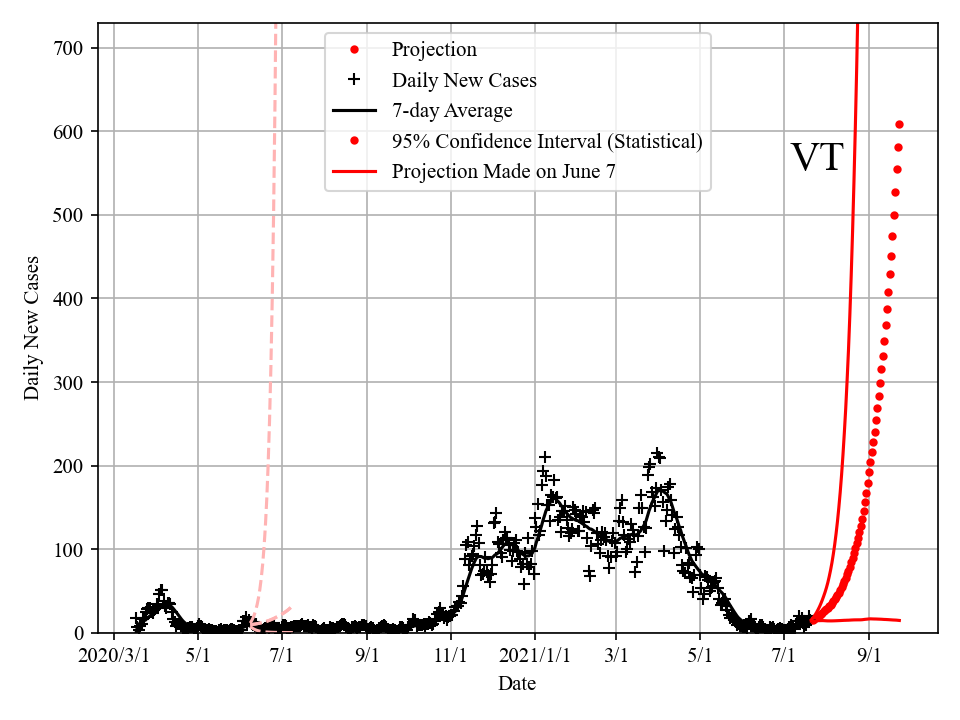 700
600
500
400
300
200
100
0
Daily New Cases
Projection
Daily New Cases
7-day Average
95% Confidence Interval (Statistical)
Projection Made on June 7
VT
2020/3/1 5/1 7/1 9/1 11/1 2021/1/1 3/1 5/1 7/1 9/1
Date